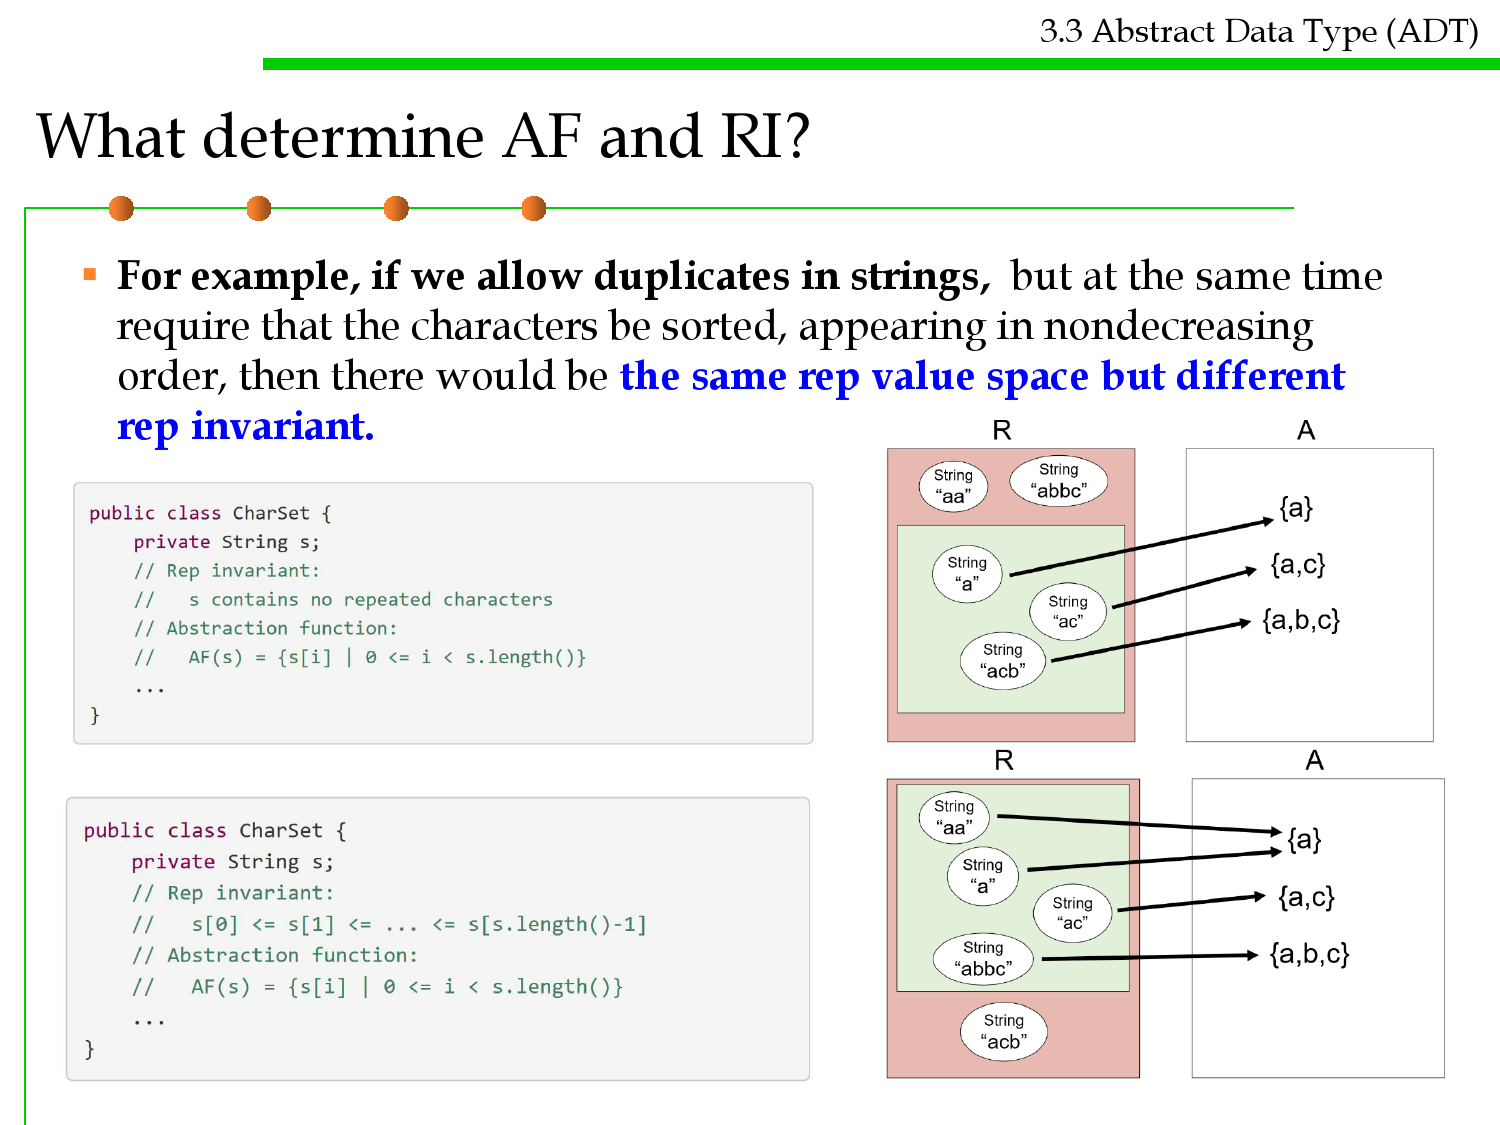 3.3 Abstract Data Type (ADT)
What determine AF and RI?
For example, if we allow duplicates in strings, but at the same time
require that the characters be sorted, appearing in nondecreasing
order, then there would be the same rep value space but different
rep invariant.
public class CharSet {
    private String s;
    // Rep invariant:
    //   s contains no repeated characters
    // Abstraction function:
    //   AF(s) = {s[i] | 0 <= i < s.length()}
    ...
}
R
A
String
“aa”
String
“abbc”
String
“a”
String
“ac”
String
“acb”
{a}
{a,c}
{a,b,c}
public class CharSet {
    private String s;
    // Rep invariant:
    //   s[0] <= s[1] <= ... <= s[s.length()-1]
    // Abstraction function:
    //   AF(s) = {s[i] | 0 <= i < s.length()}
    ...
}
R
A
String
“aa”
String
“a”
String
“ac”
String
“abbc”
String
“acb”
{a}
{a,c}
{a,b,c}